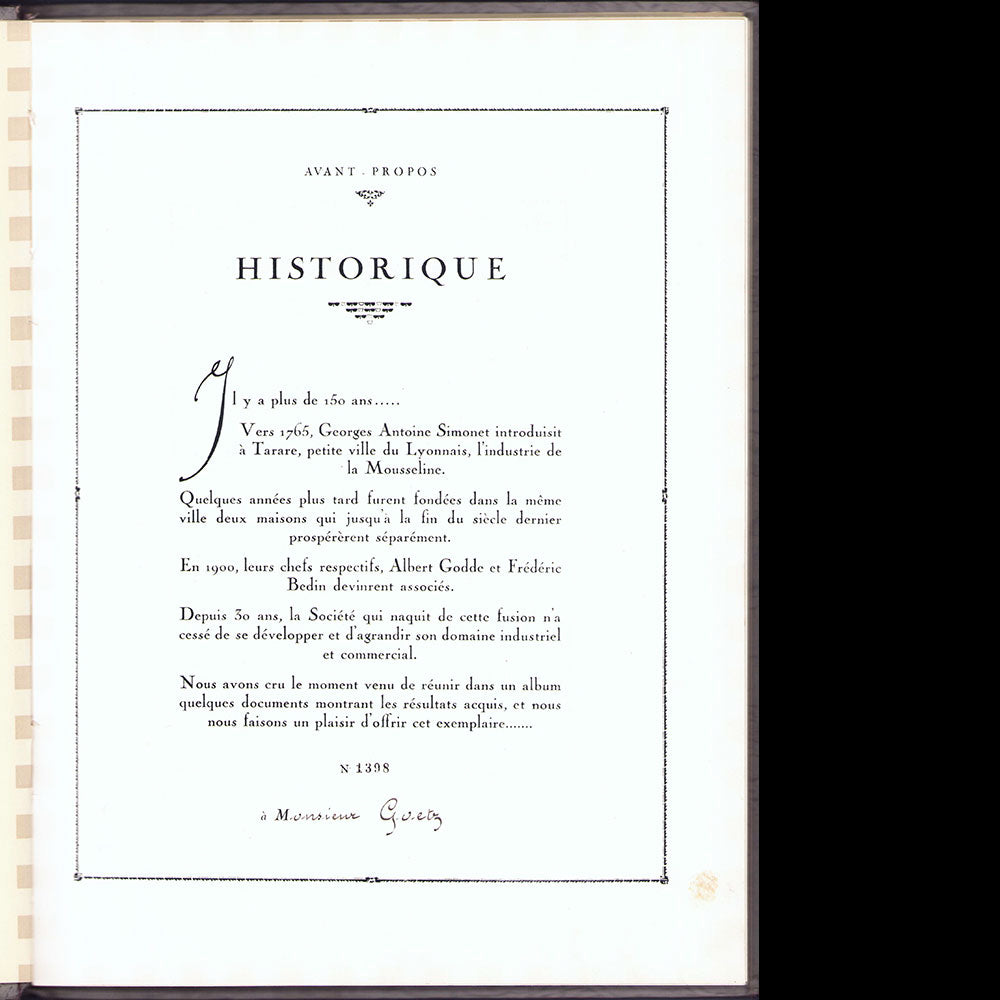 AVANT - PROPOS
HISTORIQUE
Il y a plus de 150 ans.....
Vers 1765, Georges Antoine Simonet introduisit
à Tarare, petite ville du Lyonnais, l'industrie de
la Mousseline.
Quelques années plus tard furent fondées dans la même
ville deux maisons qui jusqu'à la fin du siècle dernier
prospérèrent séparément.
En 1900, leurs chefs respectifs, Albert Godde et Frédéric
Bedin devinrent associés.
Depuis 30 ans, la Société qui naquit de cette fusion n'a
cessé de se développer et d'agrandir son domaine industriel
et commercial.
Nous avons cru le moment venu de réunir dans un album
quelques documents montrant les résultats acquis, et nous
nous faisons un plaisir d'offrir cet exemplaire.......
N 1398
à Monsieur Goetz